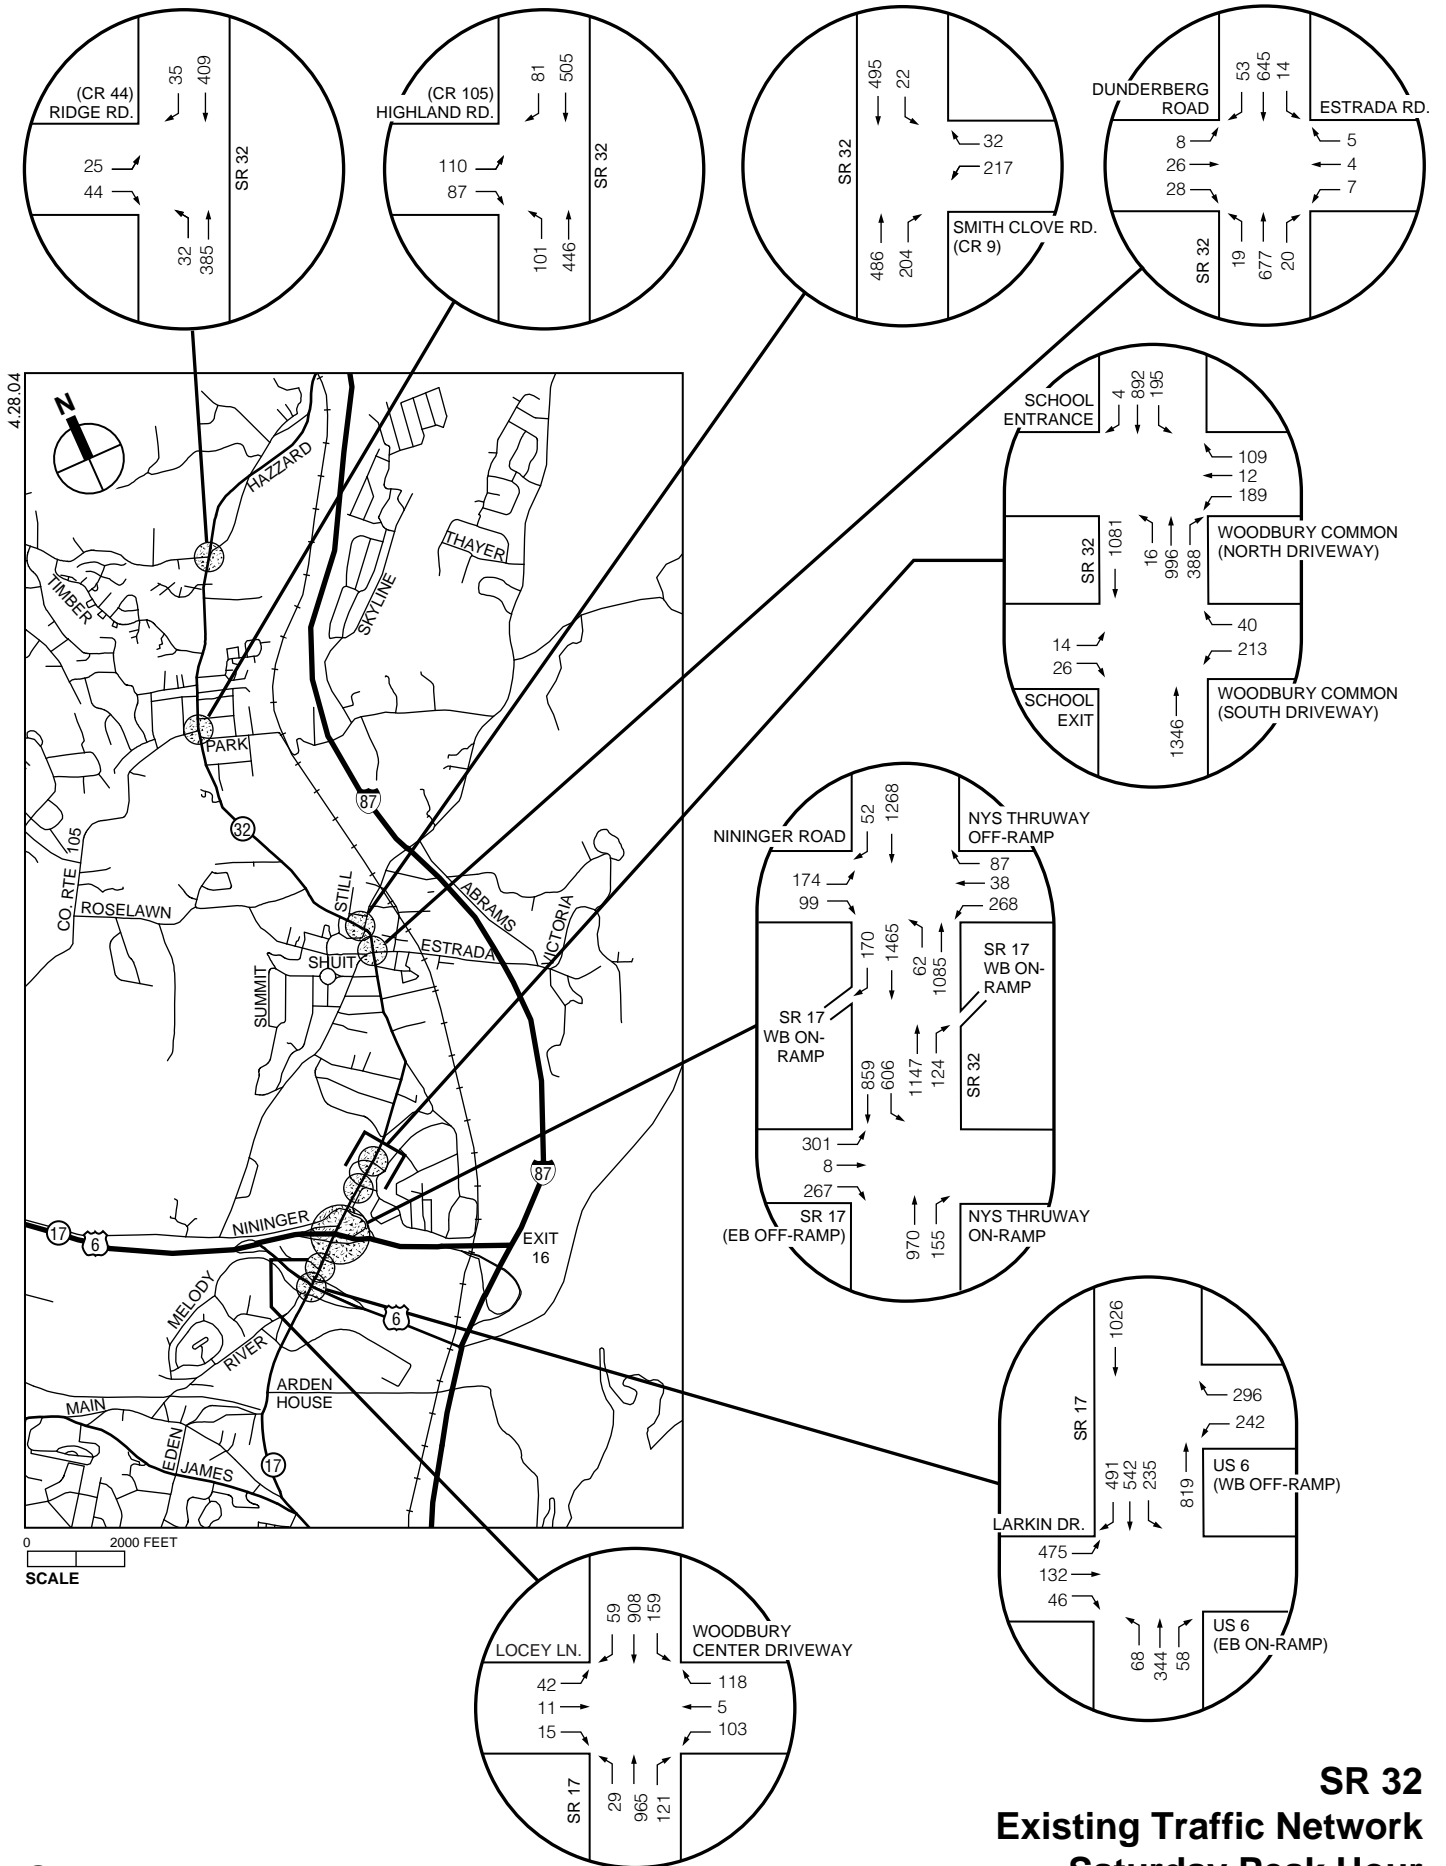 (CR 44)
RIDGE RD.
35
409
25
44
32
385
SR 32
(CR 105)
HIGHLAND RD.
81
505
110
87
101
446
SR 32
495
22
SR 32
32
217
486
204
SMITH CLOVE RD.
(CR 9)
DUNDERBERG
ROAD
53
645
14
ESTRADA RD.
8
26
28
5
4
7
SR 32
19
677
20
SCHOOL
ENTRANCE
4
892
195
109
12
189
SR 32
1081
16
996
388
WOODBURY COMMON
(NORTH DRIVEWAY)
14
26
40
213
SCHOOL
EXIT
1346
WOODBURY COMMON
(SOUTH DRIVEWAY)
4.28.04
N
HAZZARD
THAYER
TIMBER
SKYLINE
PARK
87
32
CO. RTE 105
ROSELAWN
STILL
ABRAMS
VICTORIA
ESTRADA
SHUIT
SUMMIT
87
17
6
NININGER
EXIT
16
MELODY
RIVER
6
ARDEN
HOUSE
MAIN
EDEN
JAMES
17
0
2000 FEET
SCALE
NININGER ROAD
52
1268
NYS THRUWAY
OFF-RAMP
174
99
87
38
268
170
1465
62
1085
SR 17
WB ON-
RAMP
SR 17
WB ON-
RAMP
859
606
1147
124
SR 32
301
8
267
SR 17
(EB OFF-RAMP)
970
155
NYS THRUWAY
ON-RAMP
1026
SR 17
296
242
491
542
235
819
US 6
(WB OFF-RAMP)
LARKIN DR.
475
132
46
68
344
58
US 6
(EB ON-RAMP)
LOCEY LN.
59
908
159
WOODBURY
CENTER DRIVEWAY
42
11
15
118
5
103
SR 17
29
965
121
SR 32
Existing Traffic Network
Saturday Peak Hour